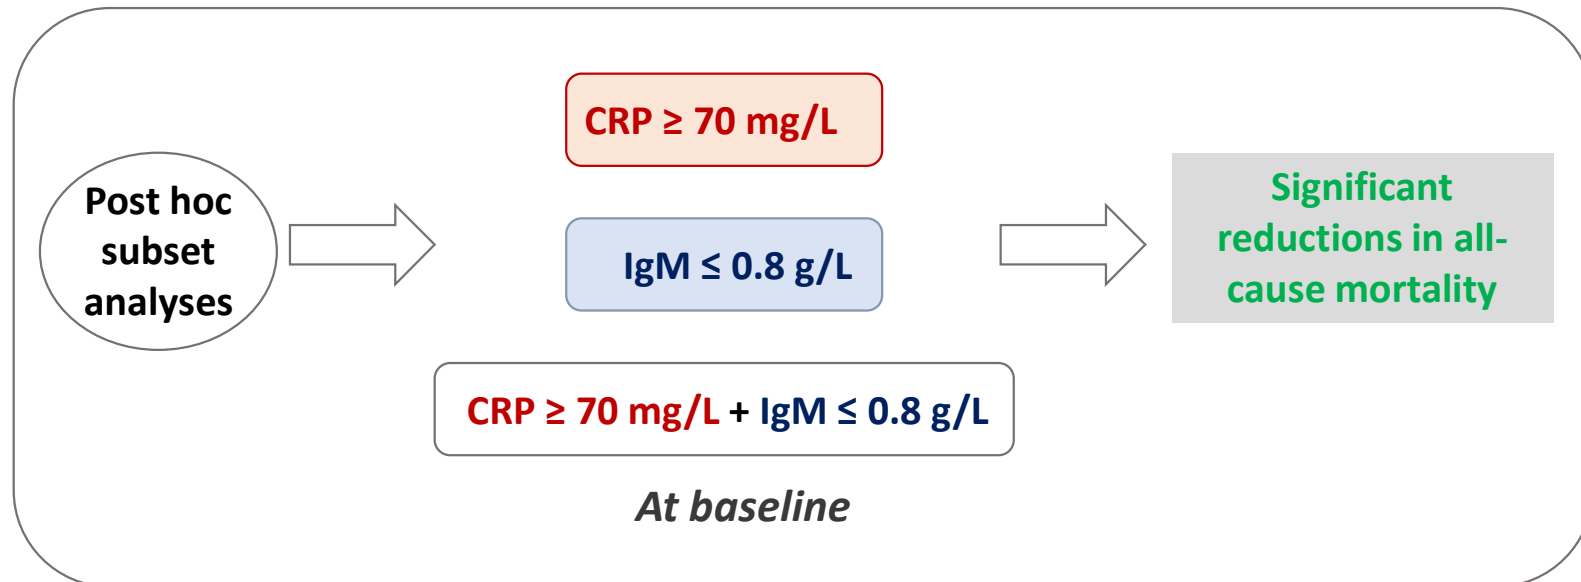 Post hoc
subset
analyses
CRP ≥ 70 mg/L
IgM ≤ 0.8 g/L
CRP ≥ 70 mg/L + IgM ≤ 0.8 g/L
At baseline
Significant
reductions in all-
cause mortality